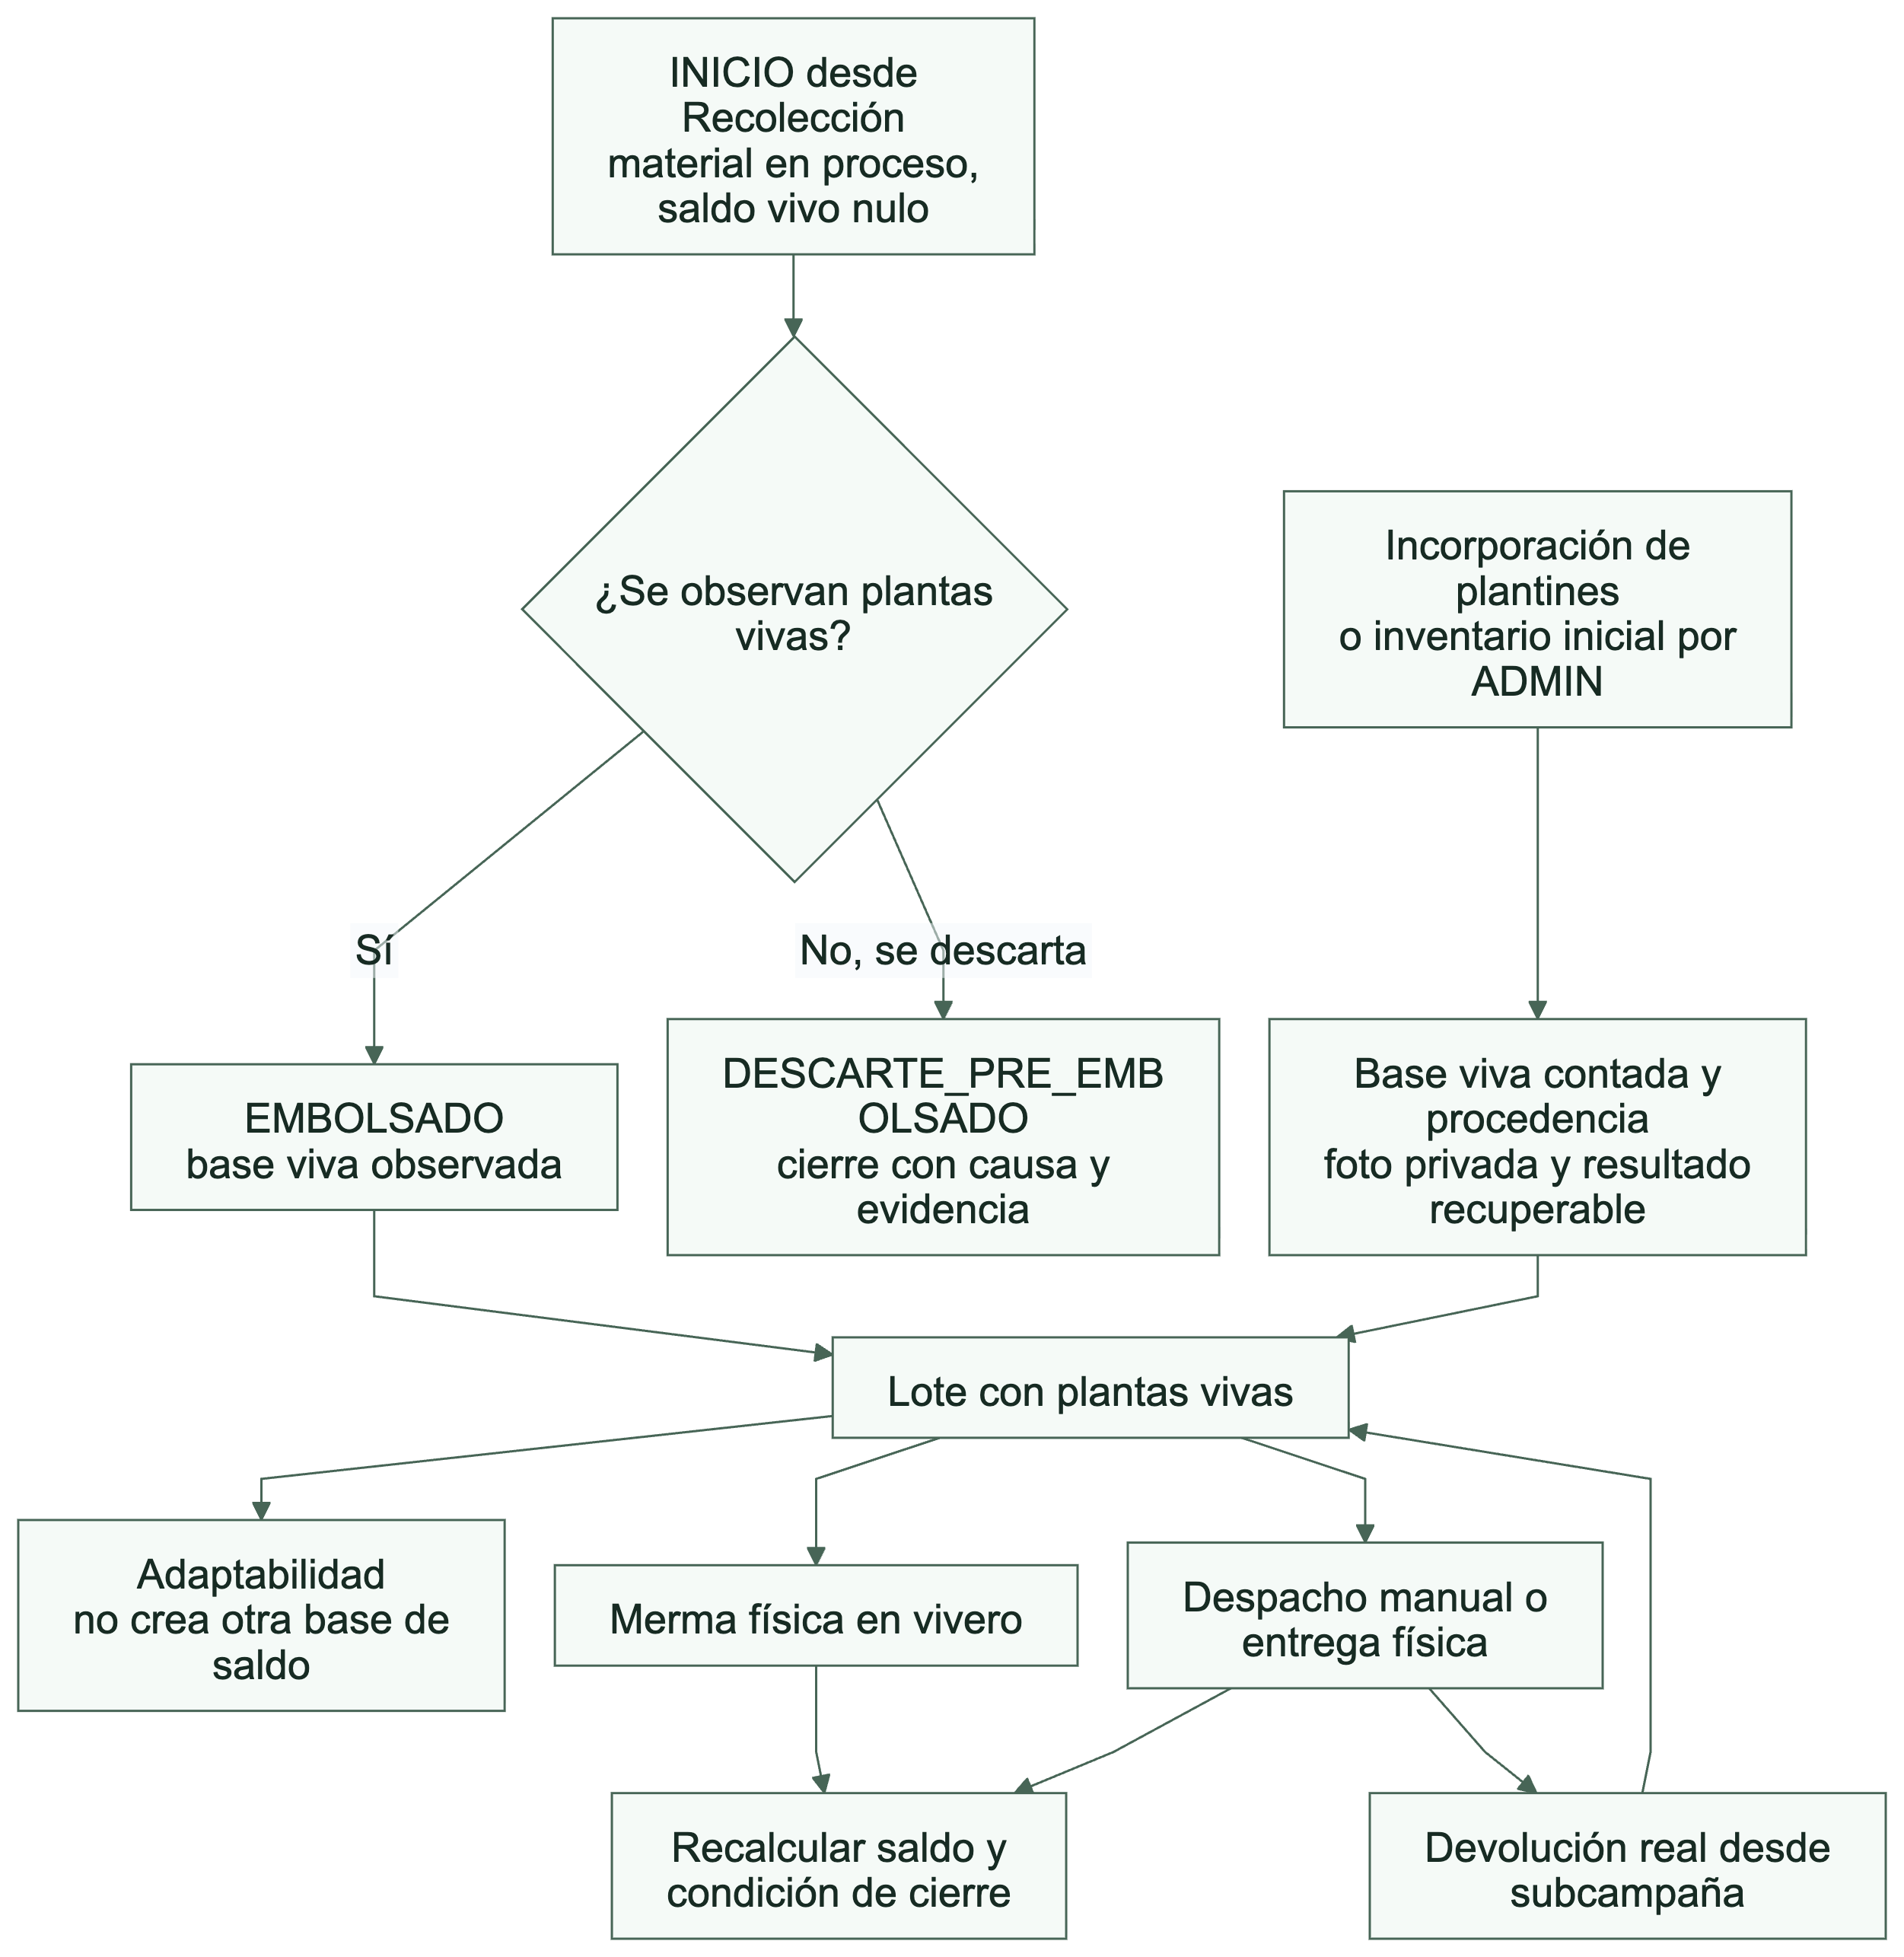 INICIO desde
Recolección
material en proceso,
saldo vivo nulo
¿Se observan plantas
vivas?
Incorporación de
plantines
o inventario inicial por
ADMIN
Sí
No, se descarta
EMBOLSADO
base viva observada
DESCARTE_PRE_EMB
OLSADO
cierre con causa y
evidencia
Base viva contada y
procedencia
foto privada y resultado
recuperable
Lote con plantas vivas
Adaptabilidad
no crea otra base de
saldo
Merma física en vivero
Despacho manual o
entrega física
Recalcular saldo y
condición de cierre
Devolución real desde
subcampaña